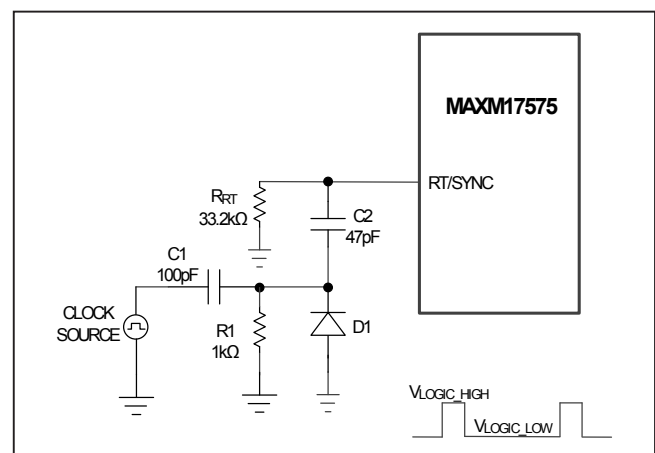 MAXM17575
RT/SYNC
RRT
33.2kΩ
C2
47pF
C1
100pF
CLOCK
SOURCE
R1
1kΩ
D1
VLOGIC_HIGH
VLOGIC_LOW